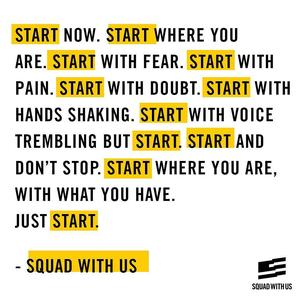 START NOW. START WHERE YOU
ARE. START WITH FEAR. START WITH
PAIN. START WITH DOUBT. START WITH
HANDS SHAKING. START WITH VOICE
TREMBLING BUT START. START AND
DON'T STOP. START WHERE YOU ARE,
WITH WHAT YOU HAVE.
JUST START.
- SQUAD WITH US
SQUAD WITH US